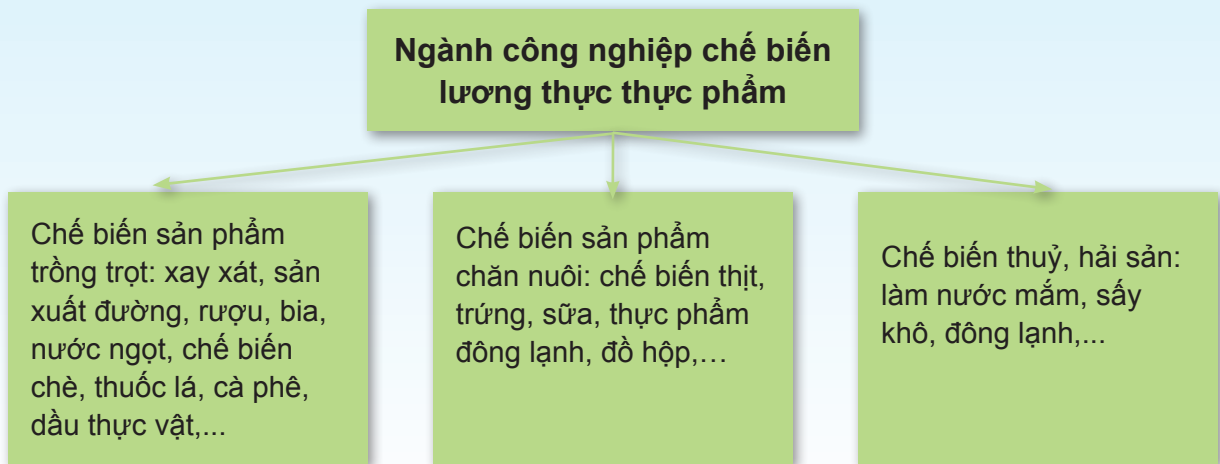 Ngành công nghiệp chế biến
lương thực thực phẩm
Chế biến sản phẩm
trồng trọt: xay xát, sản
xuất đường, rượu, bia,
nước ngọt, chế biến
chè, thuốc lá, cà phê,
dầu thực vật,...
Chế biến sản phẩm
chăn nuôi: chế biến thịt,
trứng, sữa, thực phẩm
đông lạnh, đồ hộp,…
Chế biến thuỷ, hải sản:
làm nước mắm, sấy
khô, đông lạnh,...